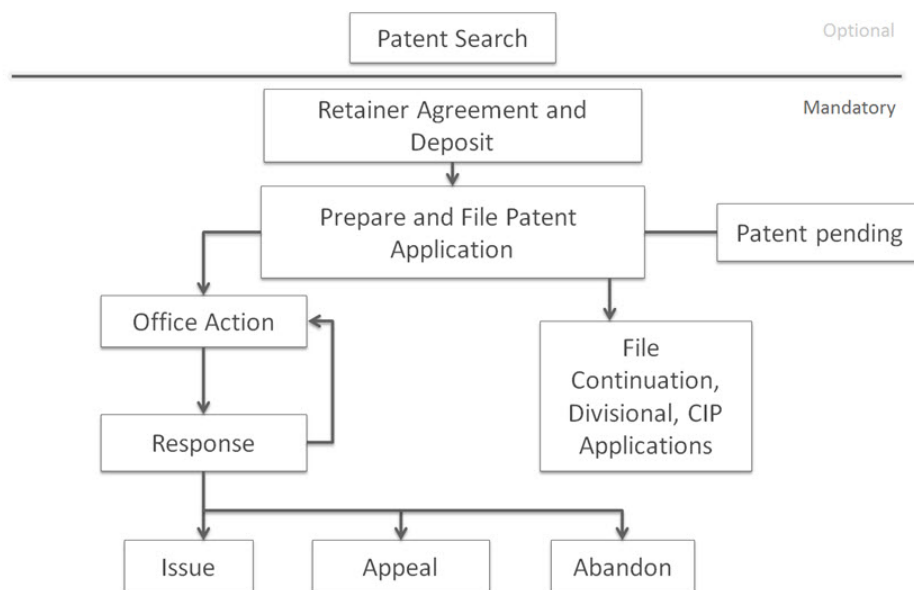 Patent Search
Optional
Mandatory
Retainer Agreement and
Deposit
Prepare and File Patent
Application
Patent pending
Office Action
File
Continuation,
Divisional, CIP
Applications
Response
Issue
Appeal
Abandon